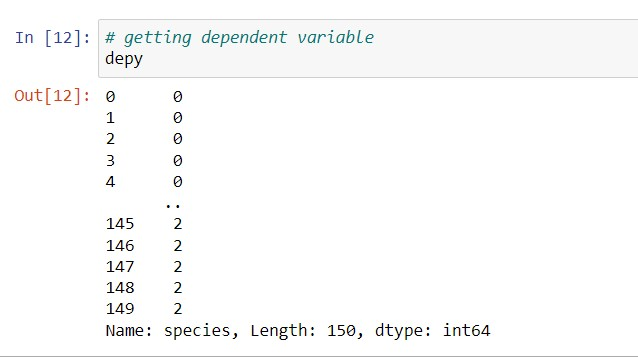 In [12]: # getting dependent variable
depy
Out[12]: 0 0
1 0
2 0
3 0
4 0
..
145 2
146 2
147 2
148 2
149 2
Name: species, Length: 150, dtype: int64